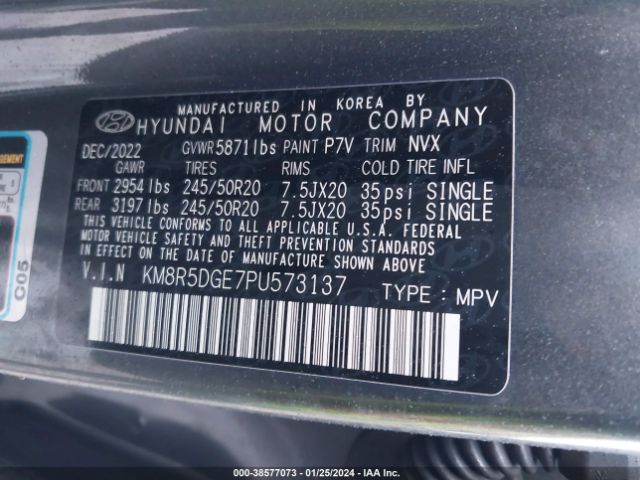 MANUFACTURED IN KOREA BY
HYUNDAI MOTOR COMPANY
DEC/2022 GVWR 5871lbs PAINT P7V TRIM NVX
GAWR TIRES RIMS COLD TIRE INFL
FRONT 2954lbs 245/50R20 7.5JX20 35psi SINGLE
REAR 3197lbs 245/50R20 7.5JX20 35psi SINGLE
THIS VEHICLE CONFORMS TO ALL APPLICABLE U.S.A. FEDERAL
MOTOR VEHICLE SAFETY AND THEFT PREVENTION STANDARDS
IN EFFECT ON THE DATE OF MANUFACTURE SHOWN ABOVE
V.I.N KM8R5DGE7PU573137
TYPE : MPV
C05
000-38577073 - 01/25/2024 - IAA Inc.